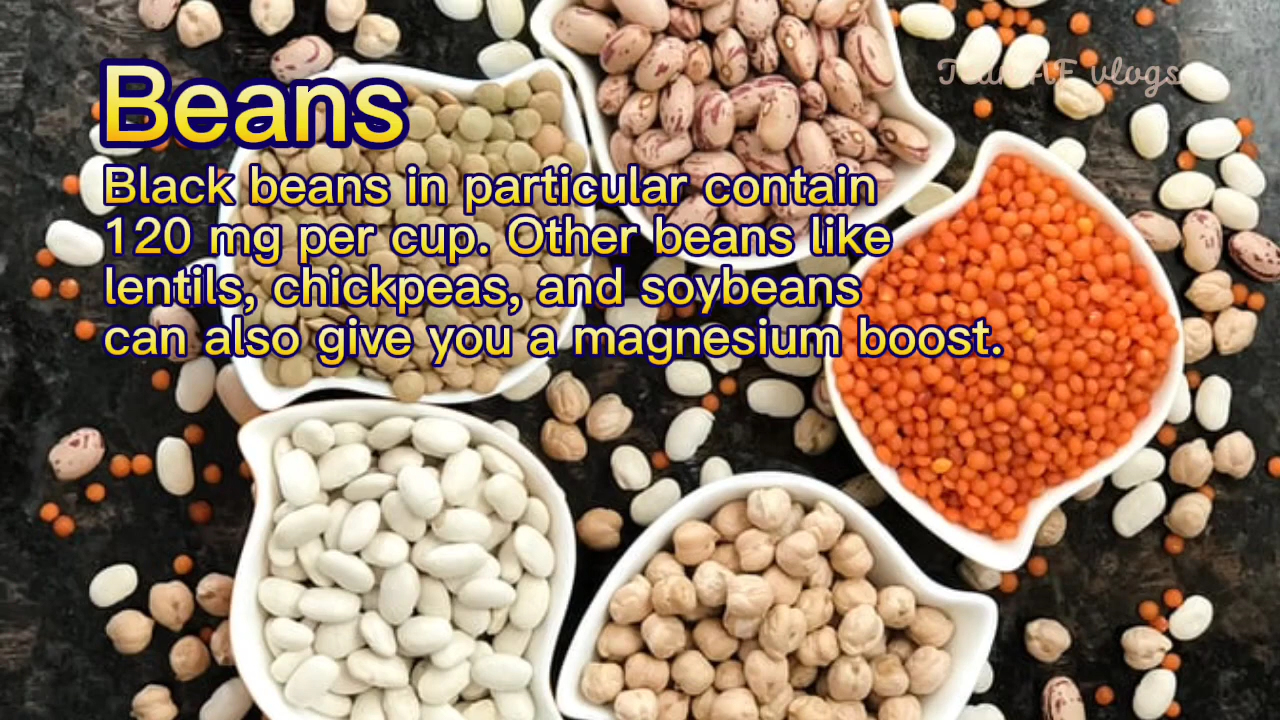 Beans
Black beans in particular contain
120 mg per cup. Other beans like
lentils, chickpeas, and soybeans
can also give you a magnesium boost.
vlogs